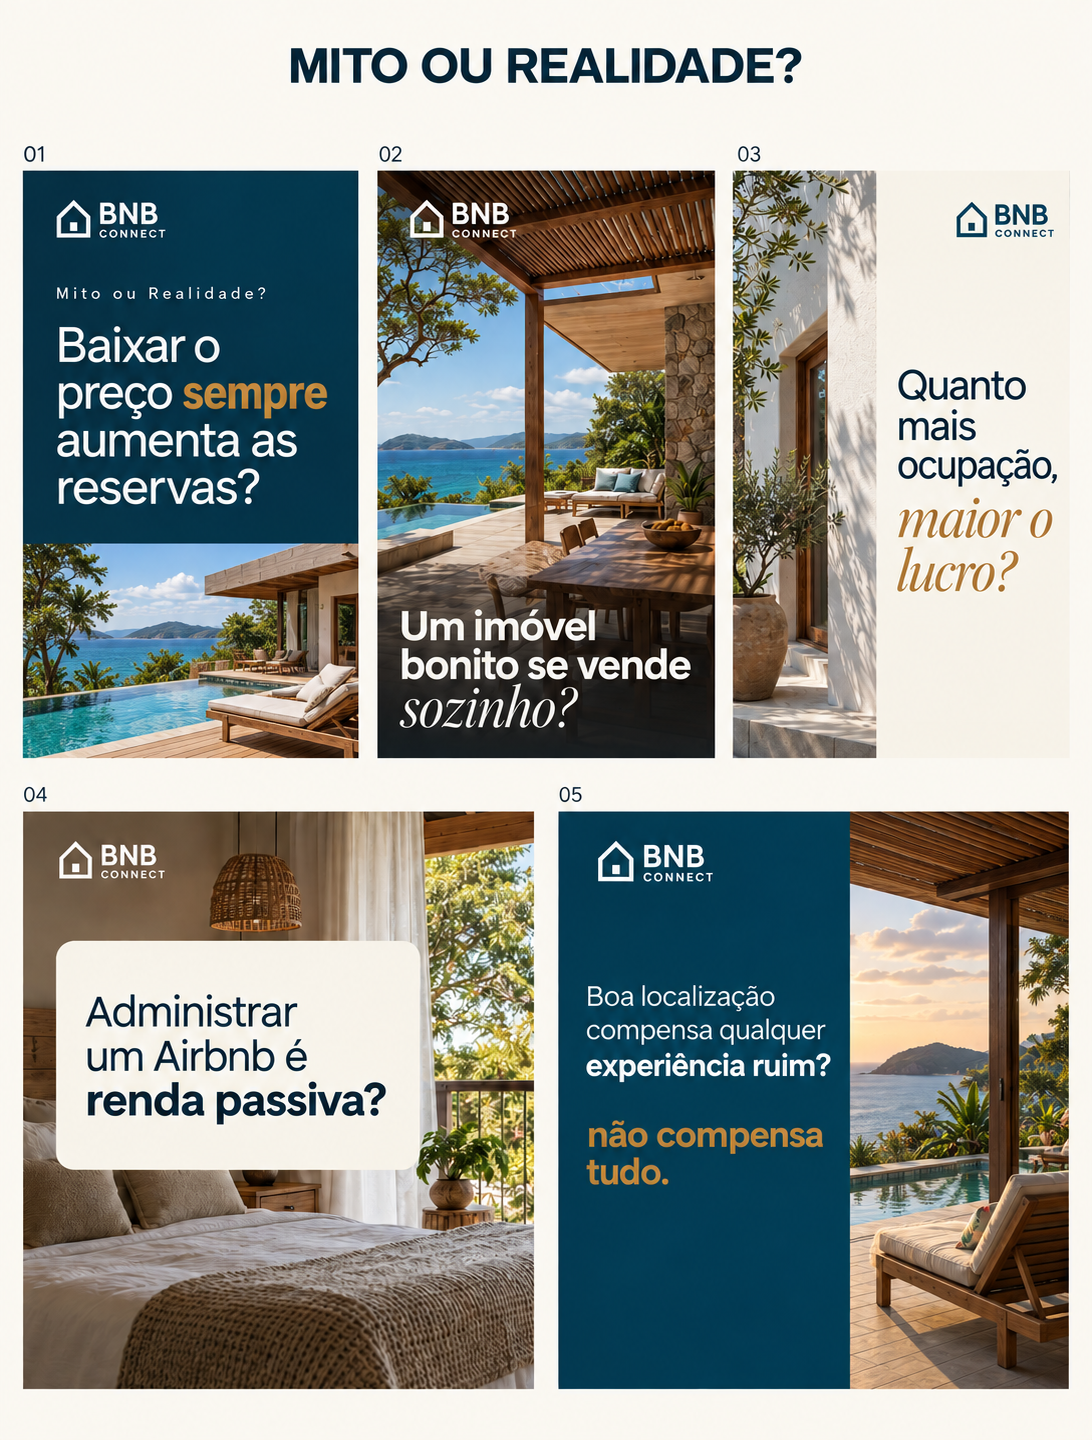 MITO OU REALIDADE?
01
BNB
CONNECT
Mito ou Realidade?
Baixar o
preço sempre
aumenta as
reservas?
02
BNB
CONNECT
Um imóvel
bonito se vende
sozinho?
03
BNB
CONNECT
Quanto
mais
ocupação,
maior o
lucro?
04
BNB
CONNECT
Administrar
um Airbnb é
renda passiva?
05
BNB
CONNECT
Boa localização
compensa qualquer
experiência ruim?
não compensa
tudo.